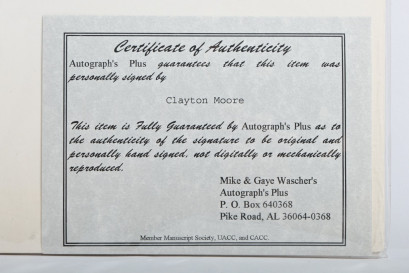 Certificate of Authenticity
Autograph's Plus guarantees that this item was
personally signed by
Clayton Moore
This item is Fully Guaranteed by Autograph's Plus as to
the authenticity of the signature to be original and
personally hand signed, not digitally or mechanically
reproduced.
Mike & Gaye Wascher's
Autograph's Plus
P. O. Box 640368
Pike Road, AL 36064-0368
Member Manuscript Society, UACC, and CACC.